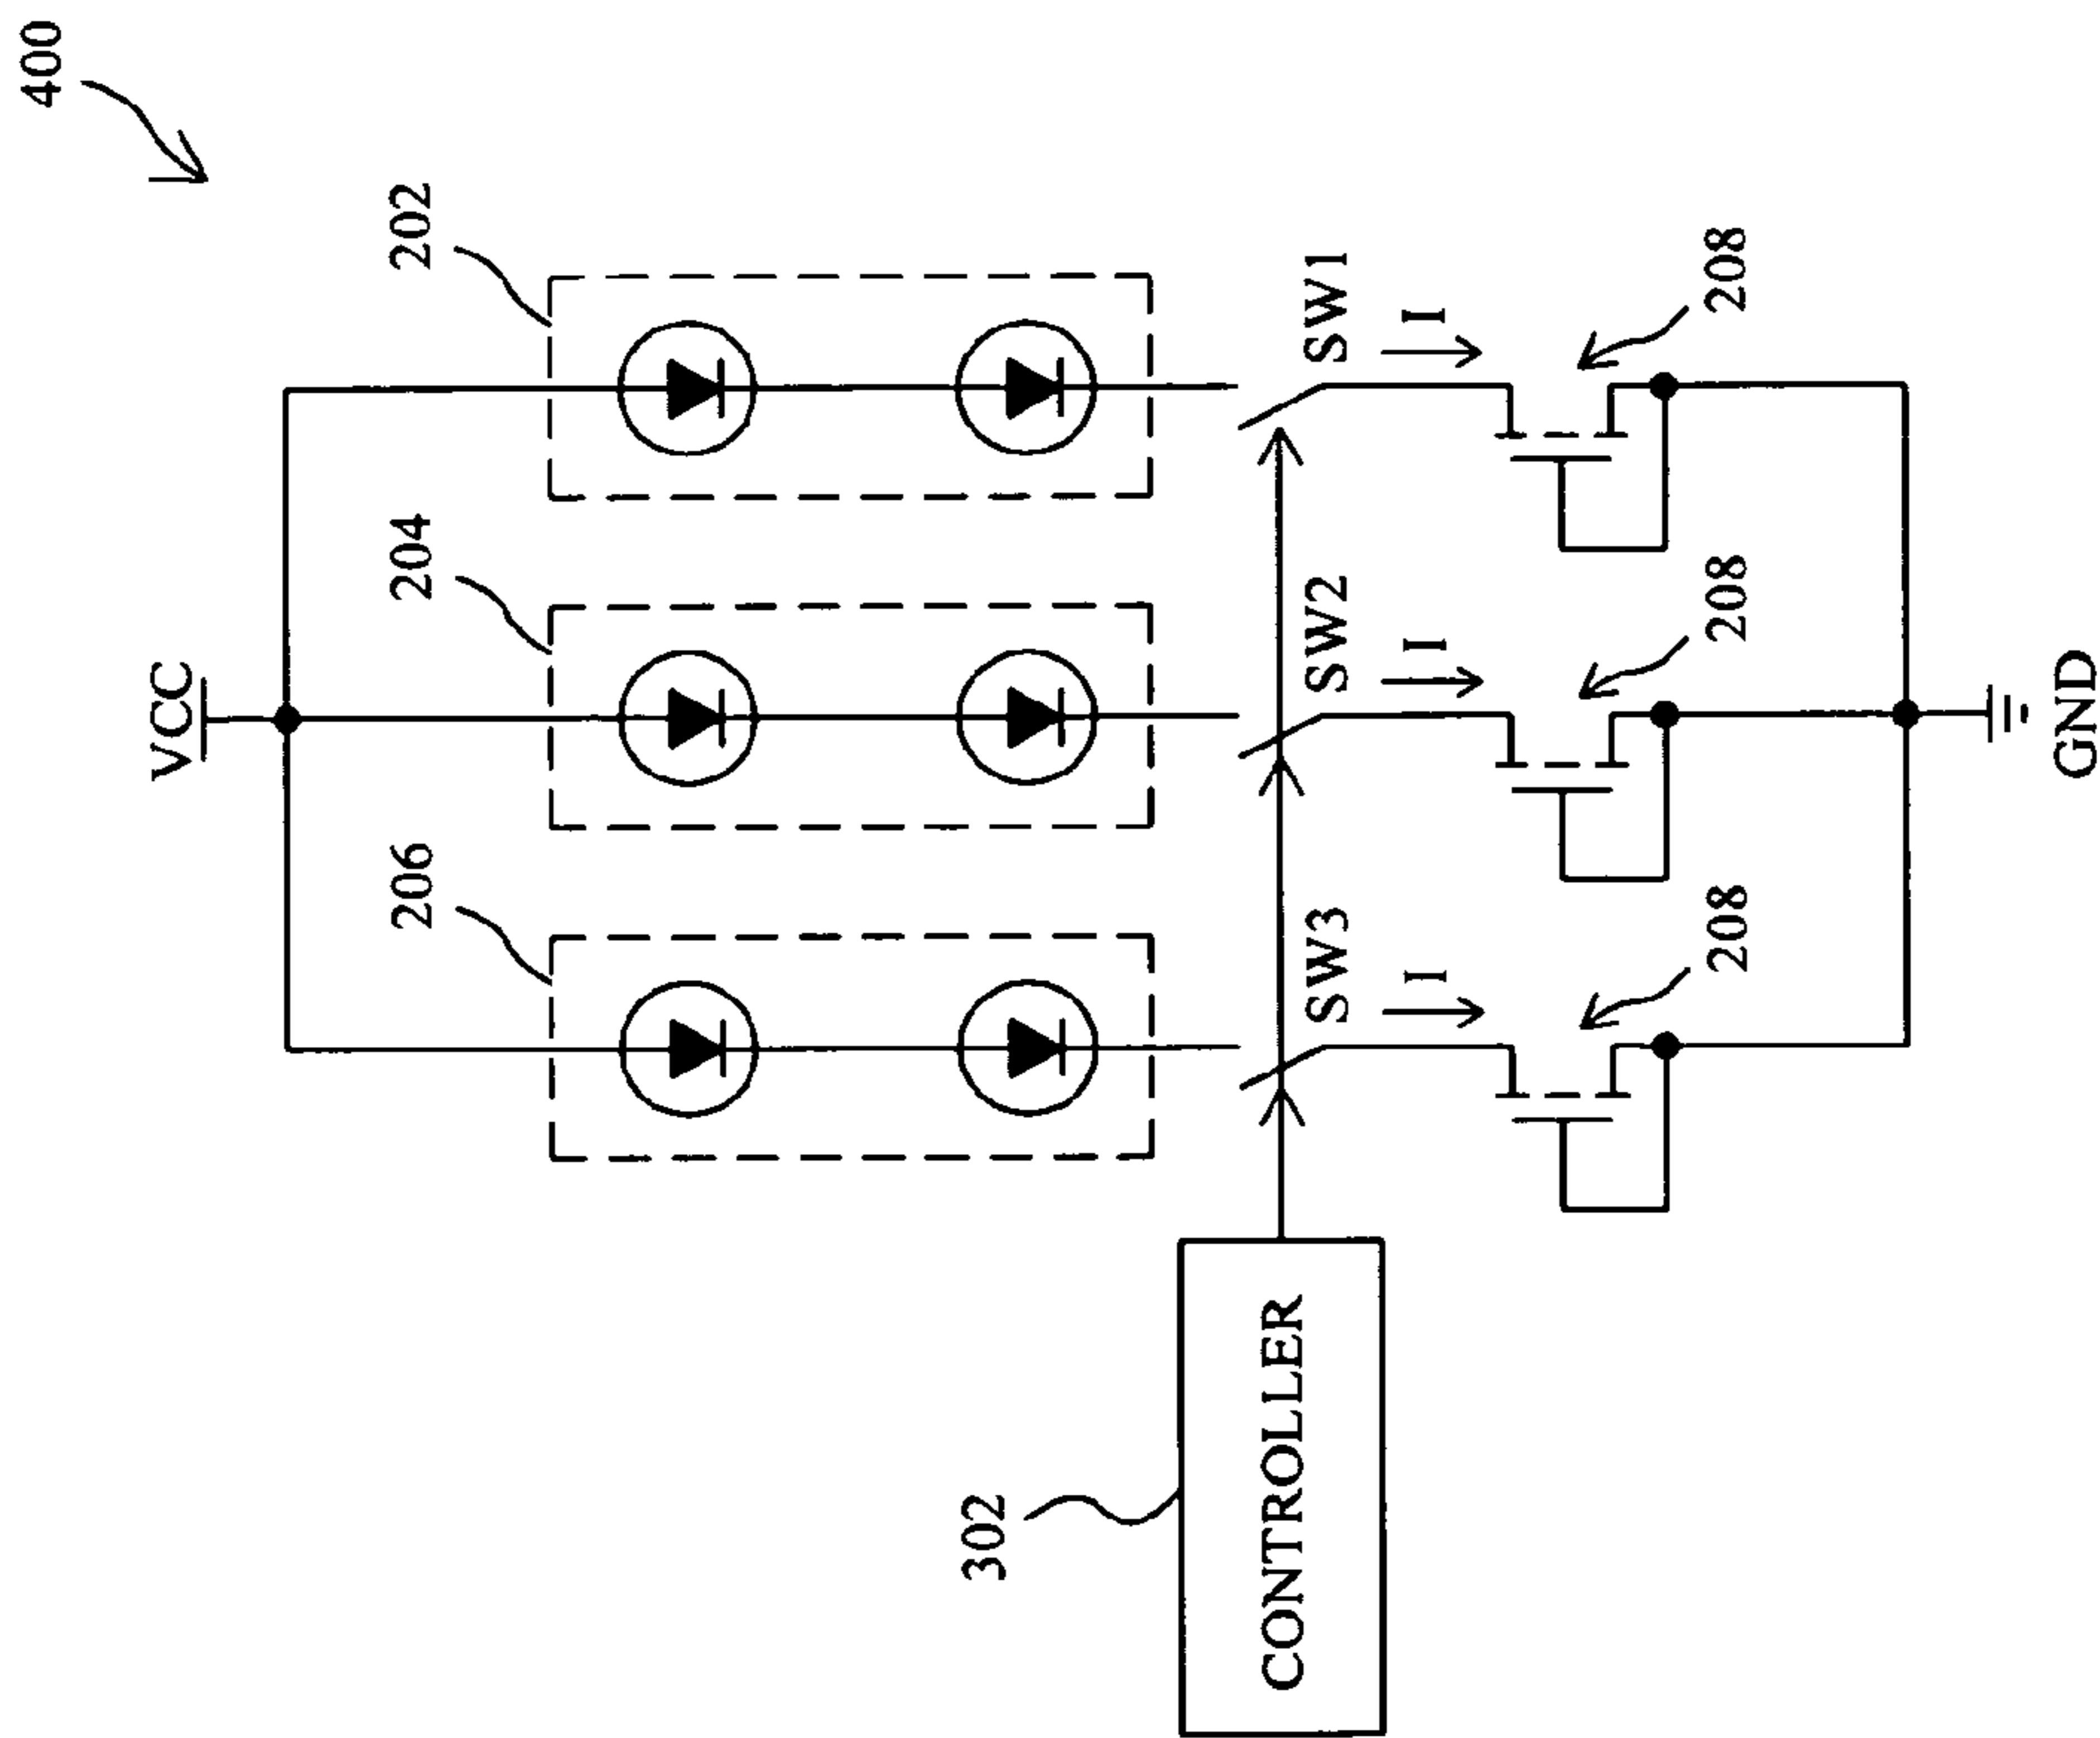 400
VCC
202
204
206
SW1
I
SW2
I
SW3
I
208
208
208
302
CONTROLLER
GND